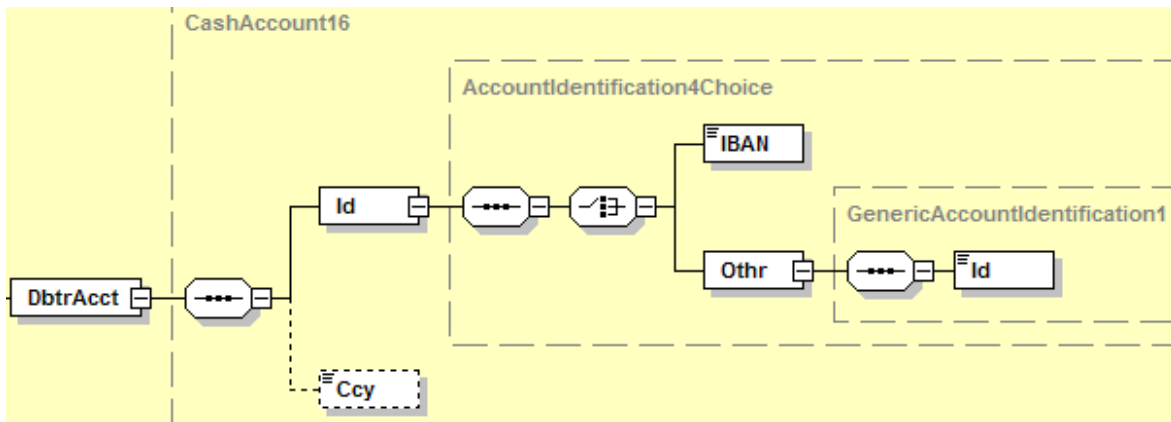 CashAccount16
AccountIdentification4Choice
IBAN
Id
GenericAccountIdentification1
Othr
Id
DbtrAcct
Ccy